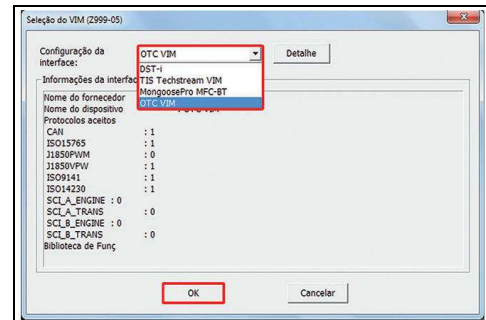 Seleção do VIM (Z999-05)
Configuração da interface:
OTC VIM
Detalhe
DST-i
TIS Techstream VIM
MongoosePro MFC-BT
OTC VIM
Informações da interfac
Nome do fornecedor
Nome do dispositivo
Protocolos aceitos
CAN : 1
ISO15765 : 1
J1850PWM : 0
J1850VPW : 1
ISO9141 : 1
ISO14230 : 1
SCI_A_ENGINE : 0
SCI_A_TRANS : 0
SCI_B_ENGINE : 0
SCI_B_TRANS : 0
Biblioteca de Funç
OK
Cancelar